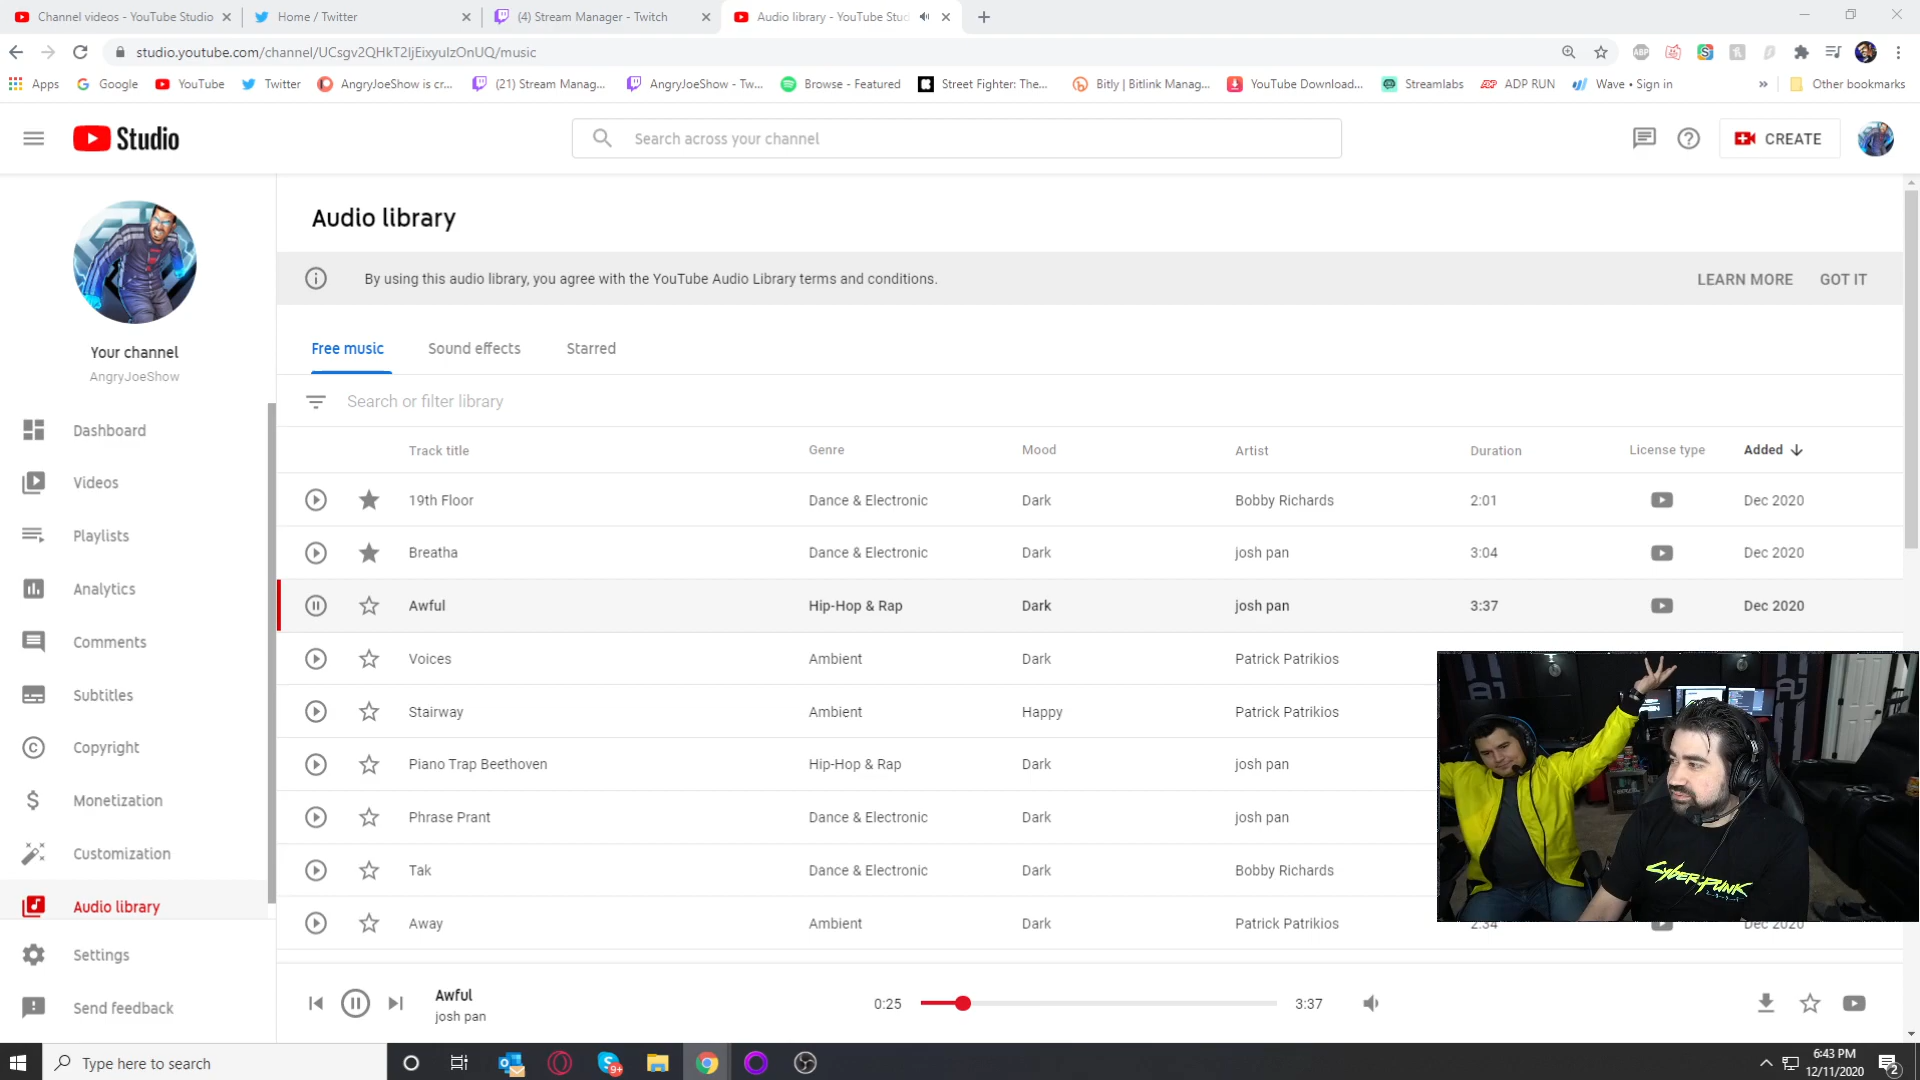 Channel videos - YouTube Studio
Home / Twitter
(4) Stream Manager - Twitch
Audio library - YouTube Stud
studio.youtube.com/channel/UCsgv2QHkT2ljEixyulzOnUQ/music
Apps
Google
YouTube
Twitter
AngryJoeShow is cr...
(21) Stream Manag...
AngryJoeShow - Tw...
Browse - Featured
Street Fighter: The...
Bitly | Bitlink Manag...
YouTube Download...
Streamlabs
ADP RUN
Wave • Sign in
»
Other bookmarks
ABP
Studio
Search across your channel
CREATE
Audio library
By using this audio library, you agree with the YouTube Audio Library terms and conditions.
LEARN MORE
GOT IT
Your channel
AngryJoeShow
Free music
Sound effects
Starred
Search or filter library
Dashboard
Videos
Playlists
Analytics
Comments
Subtitles
Copyright
Monetization
Customization
Audio library
Settings
Send feedback
Track title Genre Mood Artist Duration License type Added
19th Floor Dance & Electronic Dark Bobby Richards 2:01 Dec 2020
Breatha Dance & Electronic Dark josh pan 3:04 Dec 2020
Awful Hip-Hop & Rap Dark josh pan 3:37 Dec 2020
Voices Ambient Dark Patrick Patrikios
Stairway Ambient Happy Patrick Patrikios
Piano Trap Beethoven Hip-Hop & Rap Dark josh pan
Phrase Prant Dance & Electronic Dark josh pan
Tak Dance & Electronic Dark Bobby Richards
Away Ambient Dark Patrick Patrikios 2:34 Dec 2020
CYBERPUNK
Awful
josh pan
0:25
3:37
Type here to search
9+
6:43 PM
12/11/2020
2